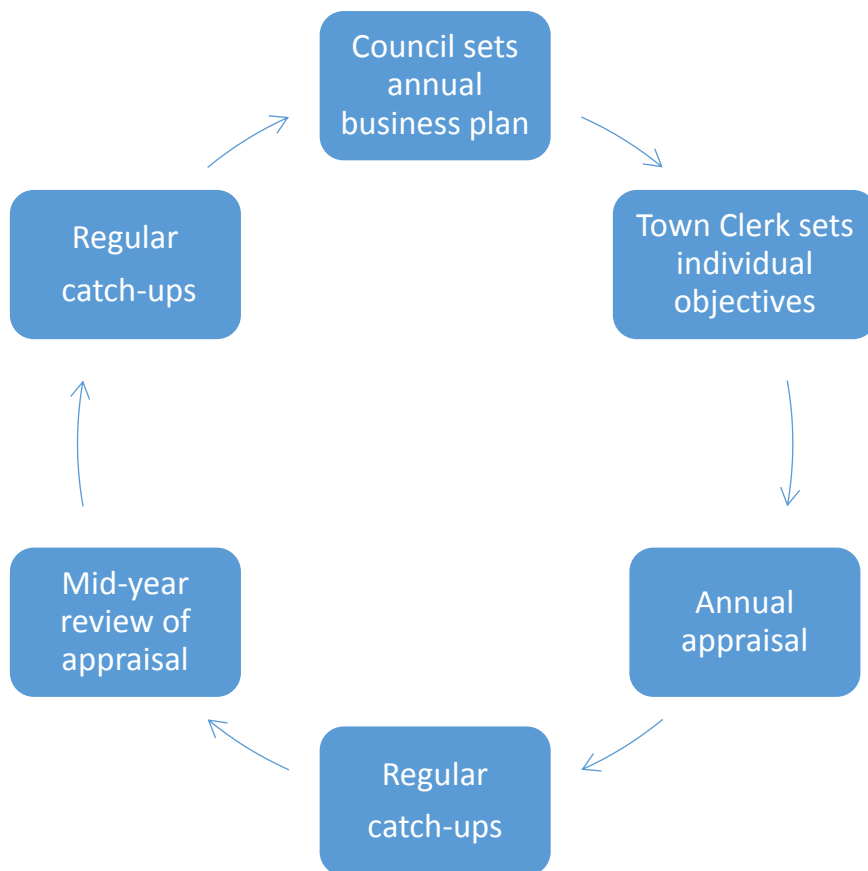 Council sets
annual
business plan
Town Clerk sets
individual
objectives
Annual
appraisal
Regular
catch-ups
Mid-year
review of
appraisal
Regular
catch-ups